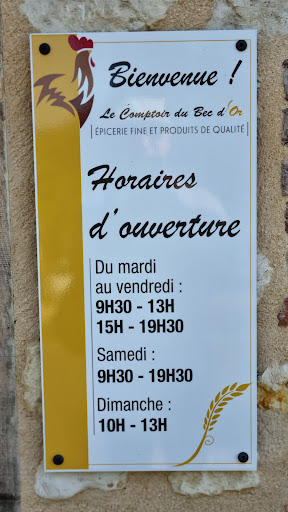 Bienvenue !
Le Comptoir du Bec d'Or
ÉPICERIE FINE ET PRODUITS DE QUALITÉ
Horaires
d'ouverture
Du mardi
au vendredi :
9H30 - 13H
15H - 19H30
Samedi :
9H30 - 19H30
Dimanche :
10H - 13H